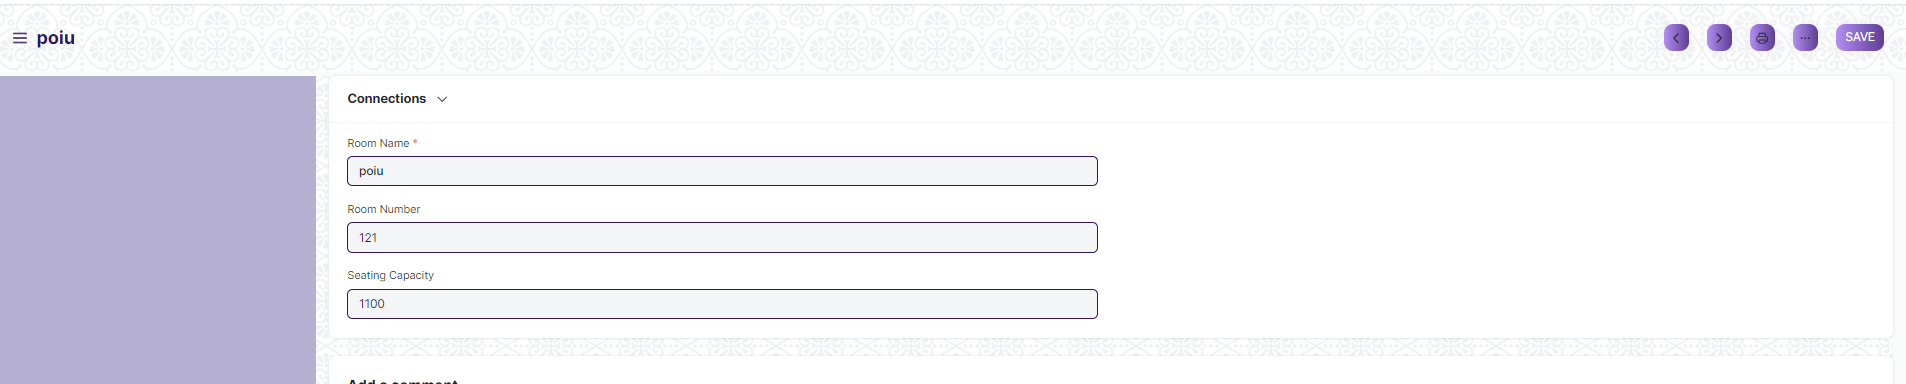 poiu
SAVE
Connections
Room Name *
poiu
Room Number
121
Seating Capacity
1100
Add a comment